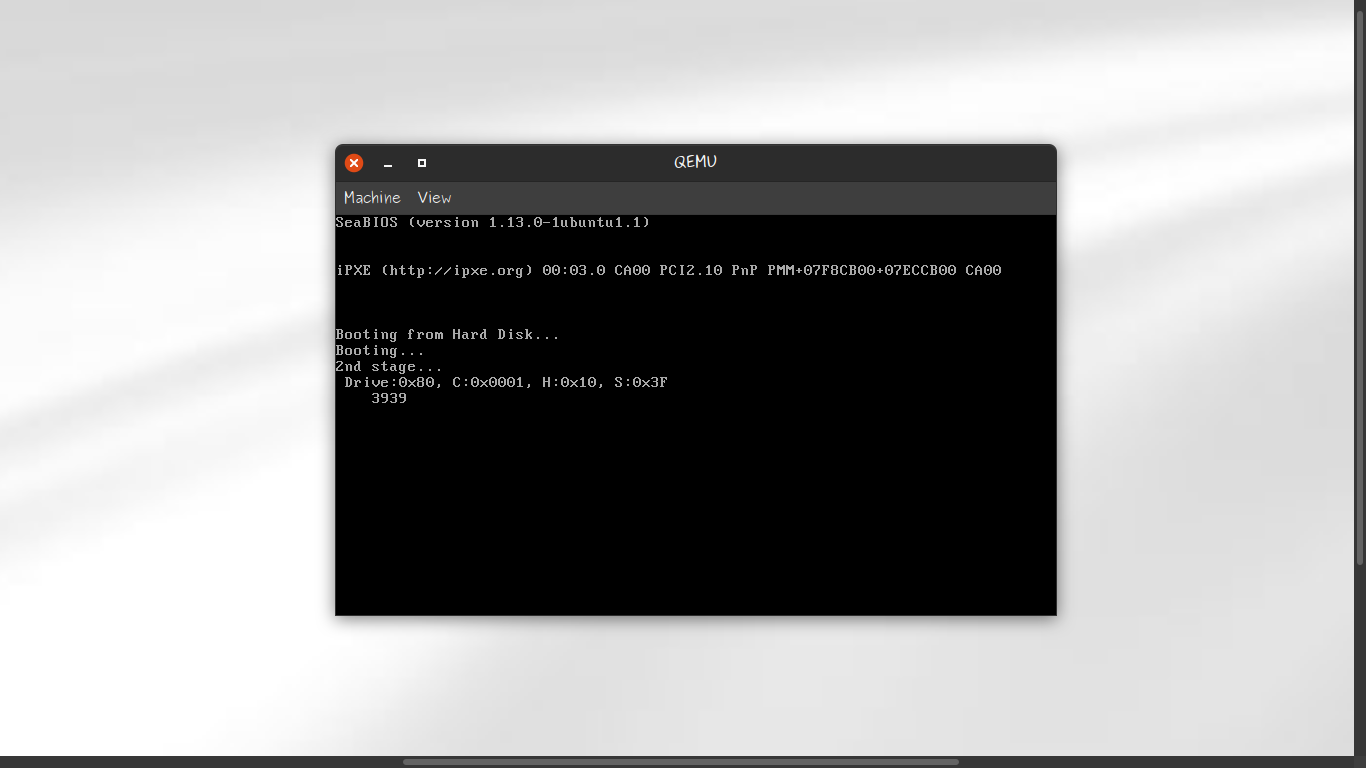 QEMU
Machine View
SeaBIOS (version 1.13.0-1ubuntu1.1)
iPXE (http://ipxe.org) 00:03.0 CA00 PCI2.10 PnP PMM+07F8CB00+07ECCB00 CA00
Booting from Hard Disk...
Booting...
2nd stage...
Drive:0x80, C:0x0001, H:0x10, S:0x3F
3939